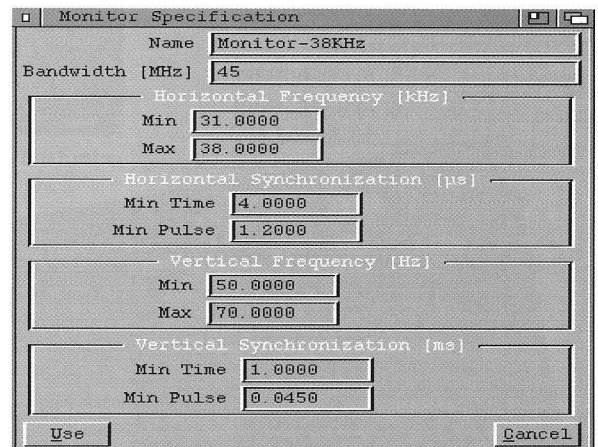 Monitor Specification
Name Monitor-38KHz
Bandwidth [MHz] 45
Horizontal Frequency [kHz]
Min 31.0000
Max 38.0000
Horizontal Synchronization [µs]
Min Time 4.0000
Min Pulse 1.2000
Vertical Frequency [Hz]
Min 50.0000
Max 70.0000
Vertical Synchronization [ms]
Min Time 1.0000
Min Pulse 0.0450
Use Cancel